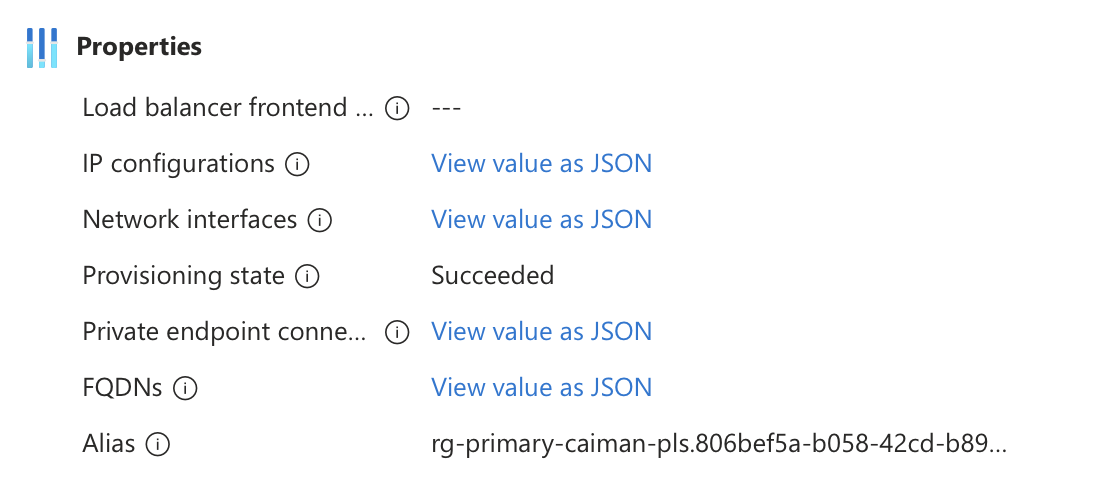 Properties
Load balancer frontend ... ---
IP configurations View value as JSON
Network interfaces View value as JSON
Provisioning state Succeeded
Private endpoint conne... View value as JSON
FQDNs View value as JSON
Alias rg-primary-caiman-pls.806bef5a-b058-42cd-b89...